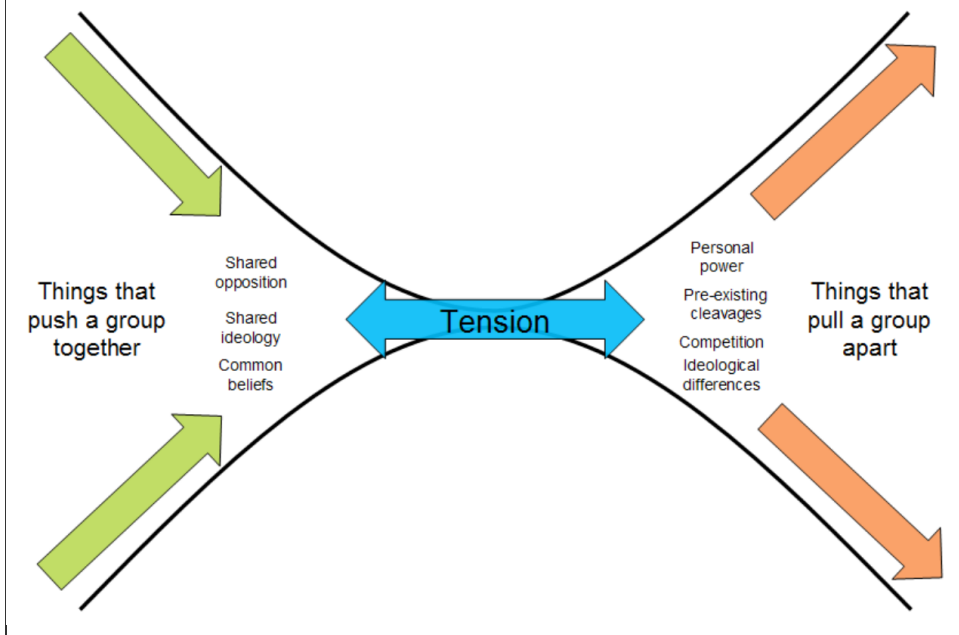 Things that
push a group
together
Shared
opposition
Shared
ideology
Common
beliefs
Tension
Personal
power
Pre-existing
cleavages
Competition
Ideological
differences
Things that
pull a group
apart